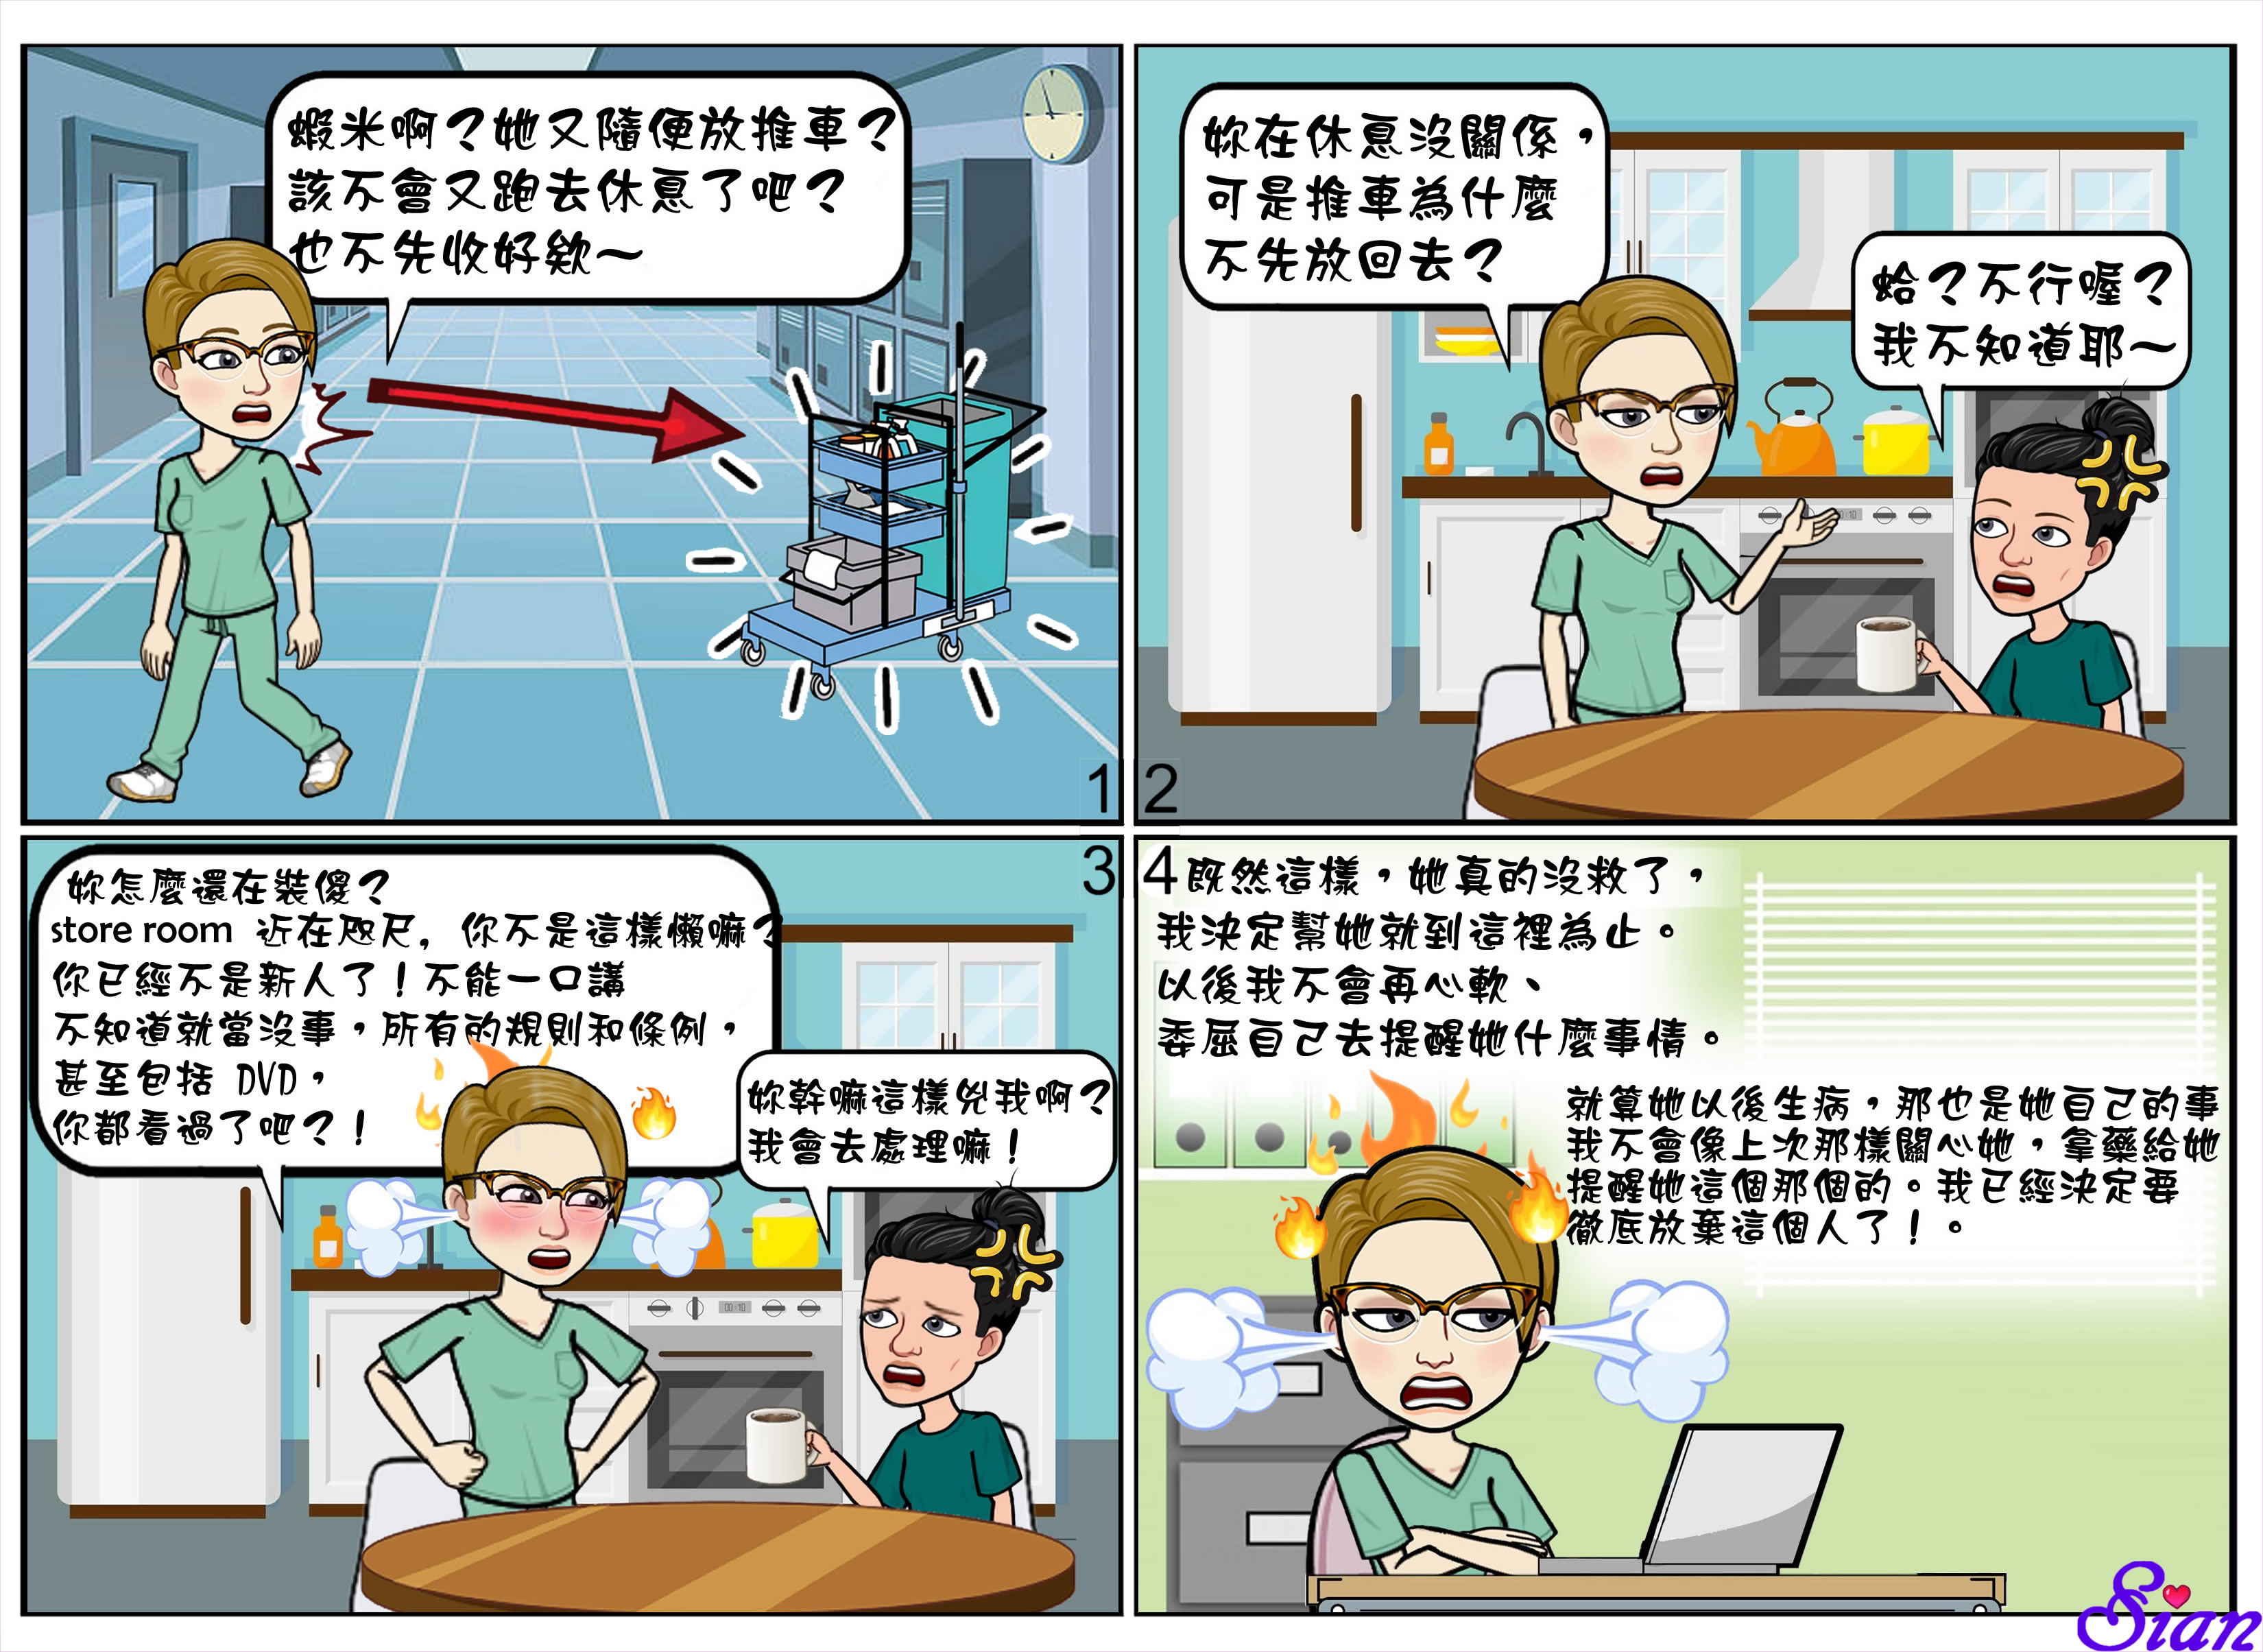 蝦米啊？她又隨便放推車？
該不會又跑去休息了吧？
也不先收好欸～
1
妳在休息沒關係，
可是推車為什麼
不先放回去？
蛤？不行喔？
我不知道耶～
2
3
妳怎麼還在裝傻？
store room 近在咫尺, 你不是這樣懶嘛？
你已經不是新人了！不能一口講
不知道就當沒事，所有的規則和條例，
甚至包括 DVD，
你都看過了吧？！
妳幹嘛這樣兇我啊？
我會去處理嘛！
4 既然這樣，她真的沒救了，
我決定幫她就到這裡為止。
以後我不會再心軟、
委屈自己去提醒她什麼事情。
就算她以後生病，那也是她自己的事
我不會像上次那樣關心她，拿藥給她
提醒她這個那個的。我已經決定要
徹底放棄這個人了！。
Sian